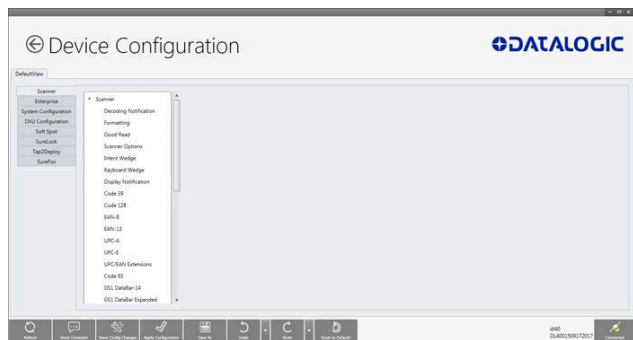 Device Configuration
DATALOGIC
DefaultView
Scanner
Enterprise
System Configuration
DXU Configuration
Soft Spot
SureLock
Tap2Deploy
SureFox
Scanner
Decoding Notification
Formatting
Good Read
Scanner Options
Intent Wedge
Keyboard Wedge
Display Notification
Code 39
Code 128
EAN-8
EAN-13
UPC-A
UPC-E
UPC/EAN Extensions
Code 93
GS1 DataBar-14
GS1 DataBar Expanded
Refresh
Show Comment
Show Config Changes
Apply Configuration
Save As
Undo
Redo
Reset to Defaults
dl40
DL4001509172017
Connected